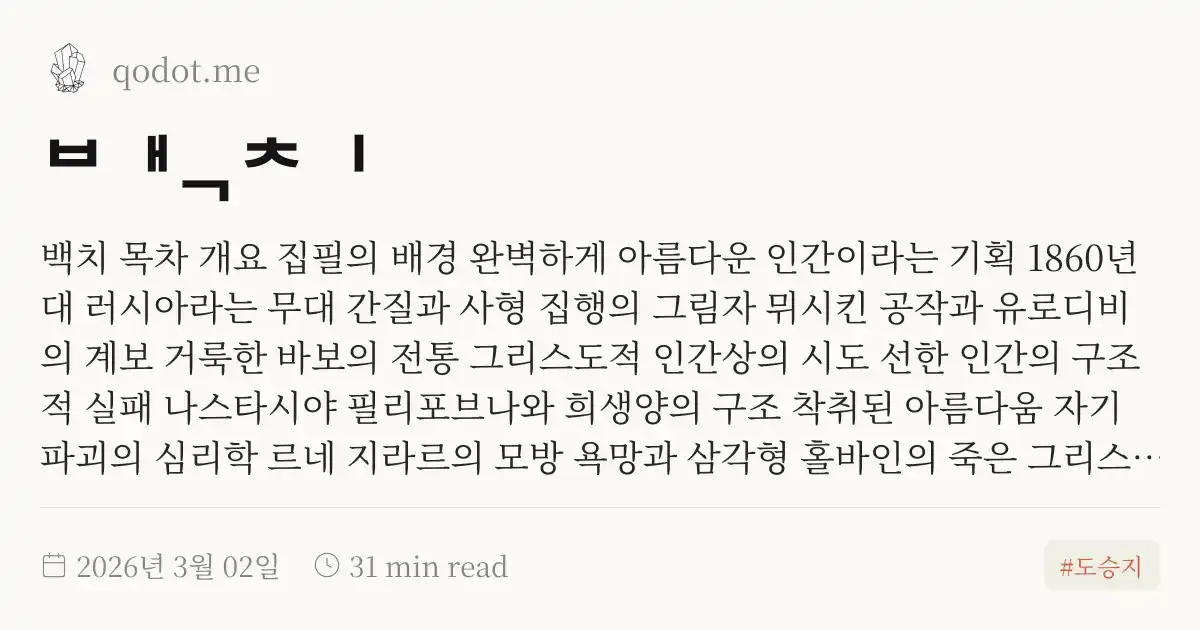 qodot.me
ㅂㅐㄱㅊㅣ
백치 목차 개요 집필의 배경 완벽하게 아름다운 인간이라는 기획 1860년
대 러시아라는 무대 간질과 사형 집행의 그림자 뮈시킨 공작과 유로디비
의 계보 거룩한 바보의 전통 그리스도적 인간상의 시도 선한 인간의 구조
적 실패 나스타시야 필리포브나와 희생양의 구조 착취된 아름다움 자기
파괴의 심리학 르네 지라르의 모방 욕망과 삼각형 홀바인의 죽은 그리스…
2026년 3월 02일 31 min read
#도승지